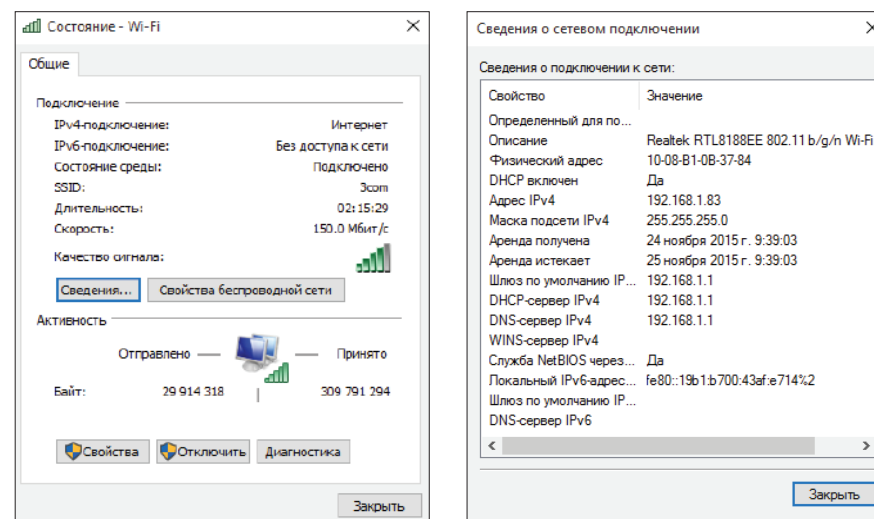 Состояние - Wi-Fi
Общие
Подключение
IPv4-подключение: Интернет
IPv6-подключение: Без доступа к сети
Состояние среды: Подключено
SSID: 3com
Длительность: 02:15:29
Скорость: 150.0 Мбит/с
Качество сигнала:
Сведения... Свойства беспроводной сети
Активность
Отправлено Принято
Байт: 29 914 318 309 791 294
Свойства Отключить Диагностика
Закрыть
Сведения о сетевом подключении
Сведения о подключении к сети:
Свойство Значение
Определенный для по...
Описание Realtek RTL8188EE 802.11 b/g/n Wi-Fi
Физический адрес 10-08-B1-0B-37-84
DHCP включен Да
Адрес IPv4 192.168.1.83
Маска подсети IPv4 255.255.255.0
Аренда получена 24 ноября 2015 г. 9:39:03
Аренда истекает 25 ноября 2015 г. 9:39:03
Шлюз по умолчанию IP... 192.168.1.1
DHCP-сервер IPv4 192.168.1.1
DNS-сервер IPv4 192.168.1.1
WINS-сервер IPv4
Служба NetBIOS через... Да
Локальный IPv6-адрес... fe80::19b1:b700:43af:e714%2
Шлюз по умолчанию IP...
DNS-сервер IPv6
Закрыть